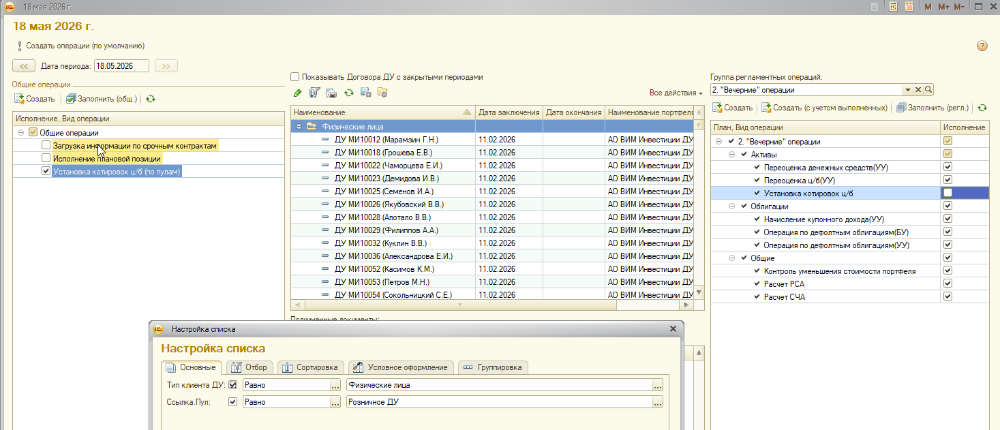 18 мая 2026 г.
M M+ M-
18 мая 2026 г.
Создать операции (по умолчанию)
<< Дата периода: 18.05.2026 >>
Общие операции
Создать Заполнить (общ.)
Исполнение, Вид операции
Общие операции
Загрузка информации по срочным контрактам
Исполнение плановой позиции
Установка котировок ц/б (по пулам)
Показывать Договора ДУ с закрытыми периодами
Все действия
Наименование Дата заключения Дата окончания Наименование портфеля
Физические лица
ДУ МИ10012 (Марамзин Г.Н.) 11.02.2026 АО ВИМ Инвестиции ДУ
ДУ МИ10018 (Грошева Е.В.) 11.02.2026 АО ВИМ Инвестиции ДУ
ДУ МИ10022 (Чаморцева Е.И.) 11.02.2026 АО ВИМ Инвестиции ДУ
ДУ МИ10023 (Демидова И.В.) 11.02.2026 АО ВИМ Инвестиции ДУ
ДУ МИ10025 (Семенов И.А.) 11.02.2026 АО ВИМ Инвестиции ДУ
ДУ МИ10026 (Якубовский В.В.) 11.02.2026 АО ВИМ Инвестиции ДУ
ДУ МИ10028 (Алотало В.В.) 11.02.2026 АО ВИМ Инвестиции ДУ
ДУ МИ10029 (Филиппов А.А.) 11.02.2026 АО ВИМ Инвестиции ДУ
ДУ МИ10032 (Куклин В.В.) 11.02.2026 АО ВИМ Инвестиции ДУ
ДУ МИ10036 (Александрова Е.И.) 11.02.2026 АО ВИМ Инвестиции ДУ
ДУ МИ10052 (Касимов К.М.) 11.02.2026 АО ВИМ Инвестиции ДУ
ДУ МИ10053 (Петров М.Н.) 11.02.2026 АО ВИМ Инвестиции ДУ
ДУ МИ10054 (Сокольницкий С.Е.) 11.02.2026 АО ВИМ Инвестиции ДУ
Подчиненные документы:
Группа регламентных операций:
2. "Вечерние" операции
Создать Создать (с учетом выполненных) Заполнить (регл.)
План, Вид операции Исполнение
2. "Вечерние" операции
Активы
Переоценка денежных средств(УУ)
Переоценка ц/б(УУ)
Установка котировок ц/б
Облигации
Начисление купонного дохода(УУ)
Операция по дефолтным облигациям(БУ)
Операция по дефолтным облигациям(УУ)
Общие
Контроль уменьшения стоимости портфеля
Расчет РСА
Расчет СЧА
Настройка списка
Настройка списка
Основные Отбор Сортировка Условное оформление Группировка
Тип клиента ДУ: Равно ... Физические лица ...
Ссылка.Пул: Равно ... Розничное ДУ ...